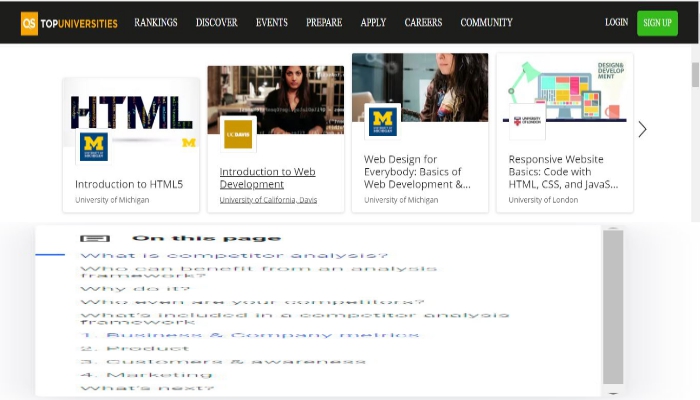 QS TOPUNIVERSITIES RANKINGS DISCOVER EVENTS PREPARE APPLY CAREERS COMMUNITY LOGIN SIGN UP
HTML
UC DAVIS
DESIGN&
DEVELOP
MENT
UNIVERSITY
OF LONDON
Introduction to HTML5
University of Michigan
Introduction to Web
Development
University of California, Davis
Web Design for
Everybody: Basics of
Web Development &...
University of Michigan
Responsive Website
Basics: Code with
HTML, CSS, and JavaS...
University of London
On this page
What is competitor analysis?
Who can benefit from an analysis
framework?
Why do it?
Who even are your competitors?
What's included in a competitor analysis
framework
1. Business & Company metrics
2. Product
3. Customers & awareness
4. Marketing
What's next?